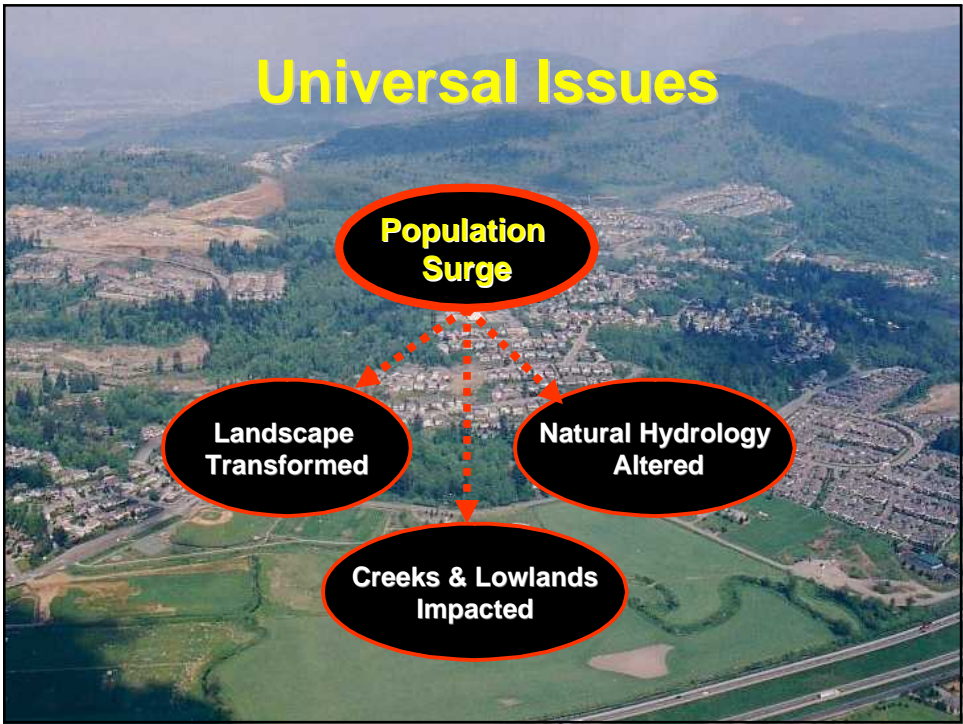 Universal Issues
Population
Surge
Landscape
Transformed
Natural Hydrology
Altered
Creeks & Lowlands
Impacted